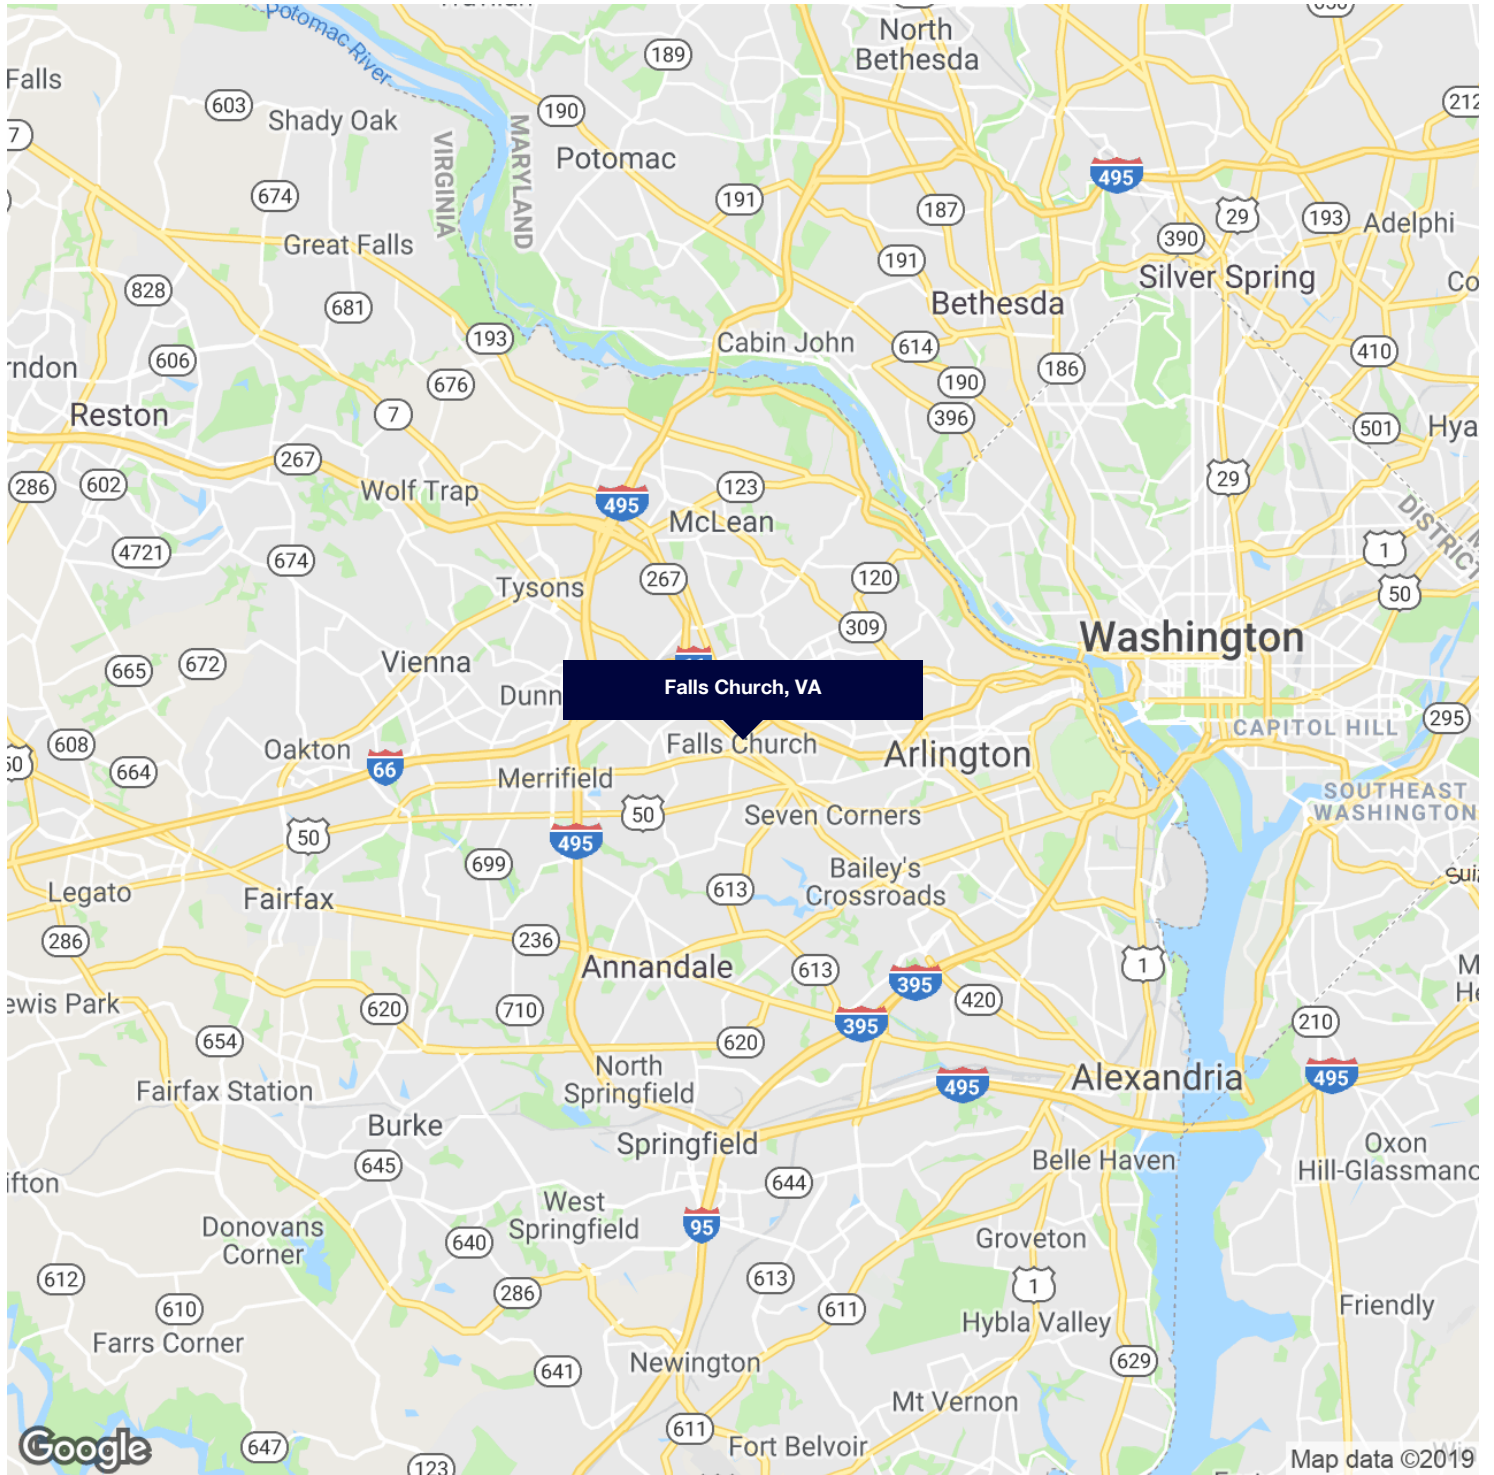 Potomac River
North
Bethesda
189
Falls
603
190
212
Shady Oak
7
MARYLAND
VIRGINIA
Potomac
495
674
191
187
29
193
Adelphi
390
Great Falls
191
Silver Spring
828
681
Bethesda
Co
193
Cabin John
614
410
606
rndon
676
190
186
Reston
7
396
501
Hya
267
286
602
Wolf Trap
495
123
29
McLean
DISTRICT
4721
674
1
Tysons
267
120
50
309
Washington
665
672
Vienna
Falls Church, VA
Dunn
295
608
Oakton
Falls Church
CAPITOL HILL
50
664
66
Merrifield
Arlington
SOUTHEAST
WASHINGTON
50
50
495
Seven Corners
699
Bailey's
Crossroads
Legato
Fairfax
613
Suit
286
236
Annandale
613
395
1
M
He
ewis Park
620
710
395
420
210
654
620
North
Springfield
495
Alexandria
495
Fairfax Station
Burke
Springfield
Oxon
Hill-Glassmano
645
Belle Haven
ifton
644
West
Springfield
Donovans
Corner
640
95
Groveton
612
286
613
1
610
611
Friendly
Farrs Corner
Hybla Valley
641
Newington
629
Mt Vernon
611
Fort Belvoir
647
Google
123
Map data ©2019